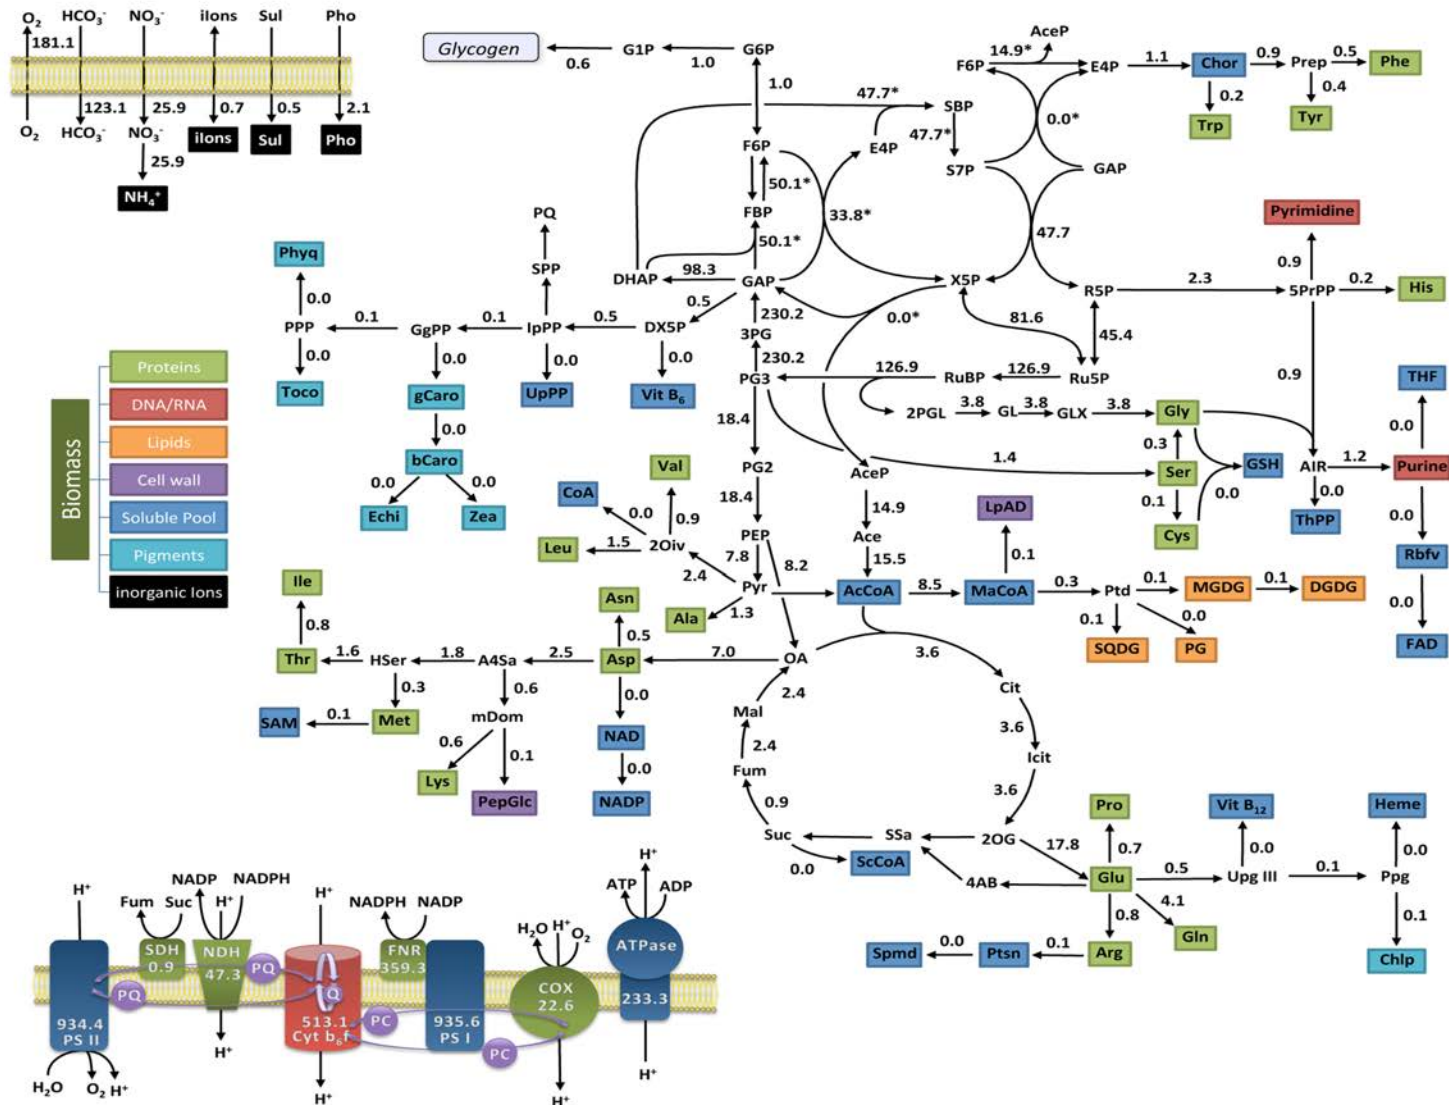 O₂ HCO₃⁻ NO₃⁻ iIons Sul Pho
181.1
123.1 25.9 0.7 0.5 2.1
O₂ HCO₃⁻ NO₃⁻ iIons Sul Pho
25.9
NH₄⁺
Glycogen G1P G6P
0.6 1.0
1.0
AceP
F6P 14.9* E4P 1.1 Chor 0.9 Prep 0.5 Phe
0.2 0.4
Trp Tyr
47.7* SBP
47.7* 0.0*
E4P S7P GAP
F6P
50.1*
FBP 33.8* 47.7
50.1*
PQ
SPP
DHAP 98.3 GAP X5P R5P 2.3 5PrPP 0.2 His
Pyrimidine
0.9
Phyq
0.0
PPP 0.1 GgPP 0.1 IpPP 0.5 DX5P 0.5
0.0 0.0 0.0 0.0
Toco gCaro UpPP Vit B₆
0.0
bCaro
0.0 0.0
Echi Zea
230.2
3PG
230.2
0.0* 81.6 45.4
PG3 126.9 RuBP 126.9 Ru5P
2PGL 3.8 GL 3.8 GLX 3.8 Gly
0.9
THF
0.0
18.4
PG2
18.4
PEP
1.4 0.3
Ser GSH AIR 1.2 Purine
0.1 0.0 0.0 0.0
Cys ThPP Rbfv
0.0
FAD
AceP
14.9
Ace
15.5
LpAD
0.1
Biomass
Proteins
DNA/RNA
Lipids
Cell wall
Soluble Pool
Pigments
inorganic Ions
Val
CoA 0.0 0.9
Leu 1.5 2Oiv
2.4
7.8 8.2
Pyr AcCoA 8.5 MaCoA 0.3 Ptd 0.1 MGDG 0.1 DGDG
Ala 1.3
0.1 0.0
SQDG PG
Ile
0.8
Asn
0.5
Thr 1.6 HSer 1.8 A4Sa 2.5 Asp 7.0 OA
3.6
0.3 0.6 0.0
SAM 0.1 Met mDom NAD
0.6 0.1 0.0
Lys PepGlc NADP
2.4
Mal Cit
2.4 3.6
Fum Icit
0.9 3.6
Suc SSa 2OG
0.0 ScCoA 17.8
4AB Glu 0.5 Upg III 0.1 Ppg
Pro Vit B₁₂ Heme
0.7 0.0 0.0
0.8 4.1 0.1
Spmd 0.0 Ptsn 0.1 Arg Gln Chlp
H⁺
NADP NADPH
H⁺ Fum Suc H⁺ H⁺ NADPH NADP H₂O H⁺ O₂ ATP ADP
SDH NDH FNR ATPase
0.9 47.3 359.3
PQ PQ Q
COX
22.6 233.3
934.4 513.1 PC 935.6
PS II Cyt b₆f PS I
PC
H₂O O₂ H⁺ H⁺ H⁺ H⁺ H⁺